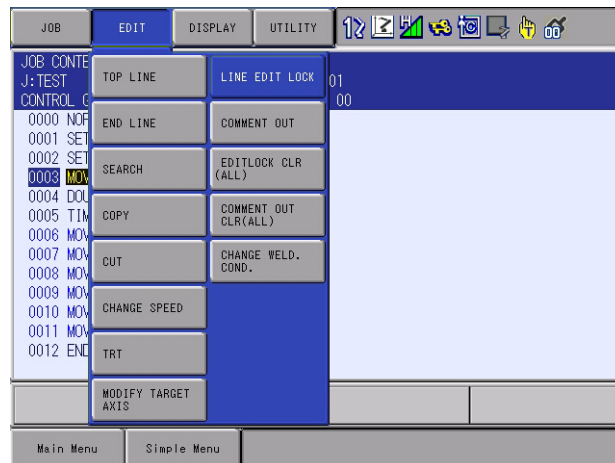 JOB EDIT DISPLAY UTILITY
JOB CONTE
J:TEST 01
CONTROL 00
0000 NOP
0001 SET
0002 SET
0003 MOV
0004 DOU
0005 TIM
0006 MOV
0007 MOV
0008 MOV
0009 MOV
0010 MOV
0011 MOV
0012 END
TOP LINE
END LINE
SEARCH
COPY
CUT
CHANGE SPEED
TRT
MODIFY TARGET
AXIS
LINE EDIT LOCK
COMMENT OUT
EDITLOCK CLR
(ALL)
COMMENT OUT
CLR(ALL)
CHANGE WELD.
COND.
Main Menu Simple Menu